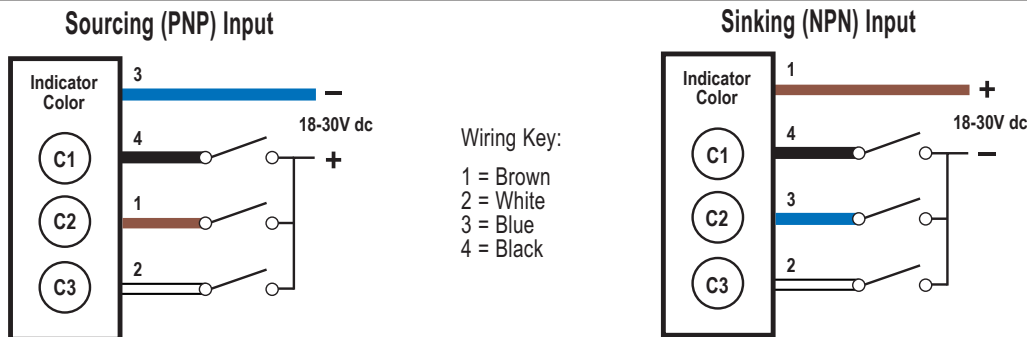 Sourcing (PNP) Input
Indicator
Color
3
–
18-30V dc
C1
4
+
C2
1
C3
2
Wiring Key:
1 = Brown
2 = White
3 = Blue
4 = Black
Sinking (NPN) Input
Indicator
Color
1
+
18-30V dc
C1
4
–
C2
3
C3
2